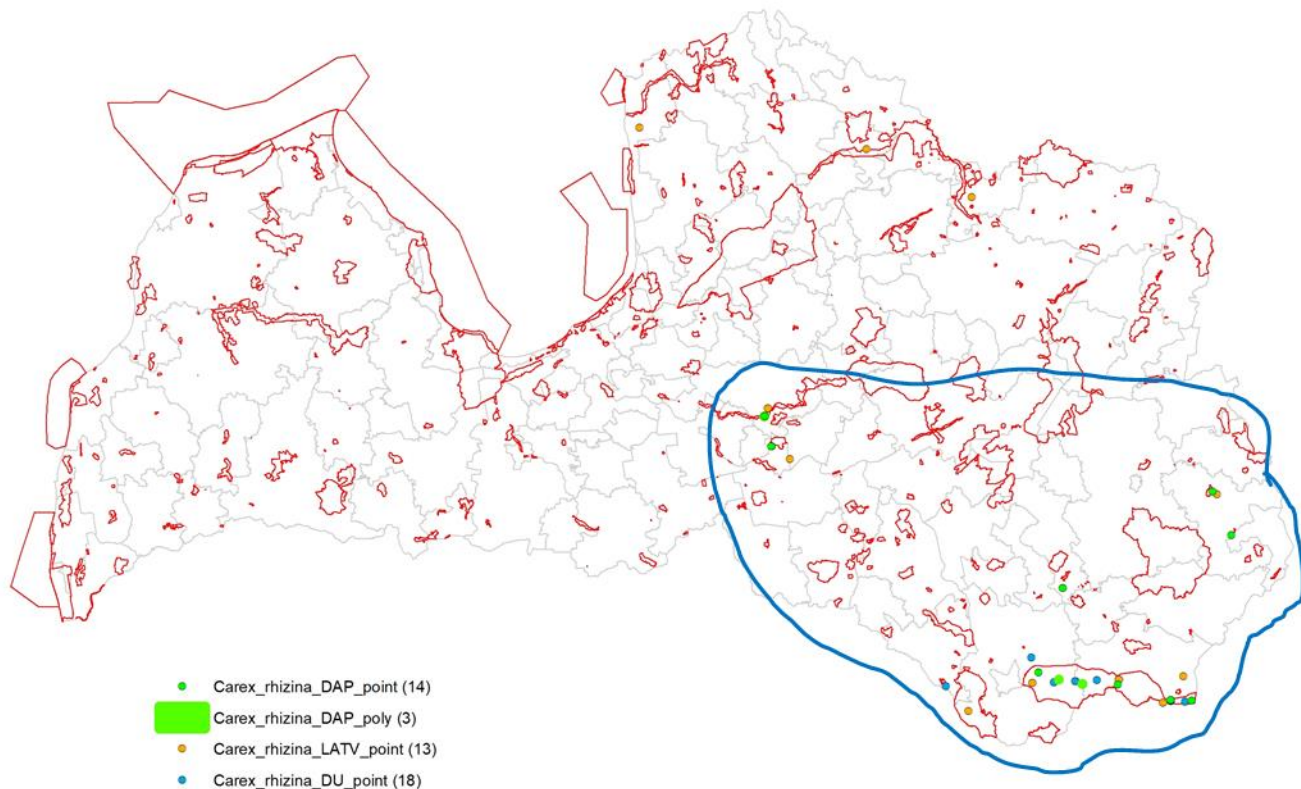 Carex_rhizina_DAP_point (14)
Carex_rhizina_DAP_poly (3)
Carex_rhizina_LATV_point (13)
Carex_rhizina_DU_point (18)